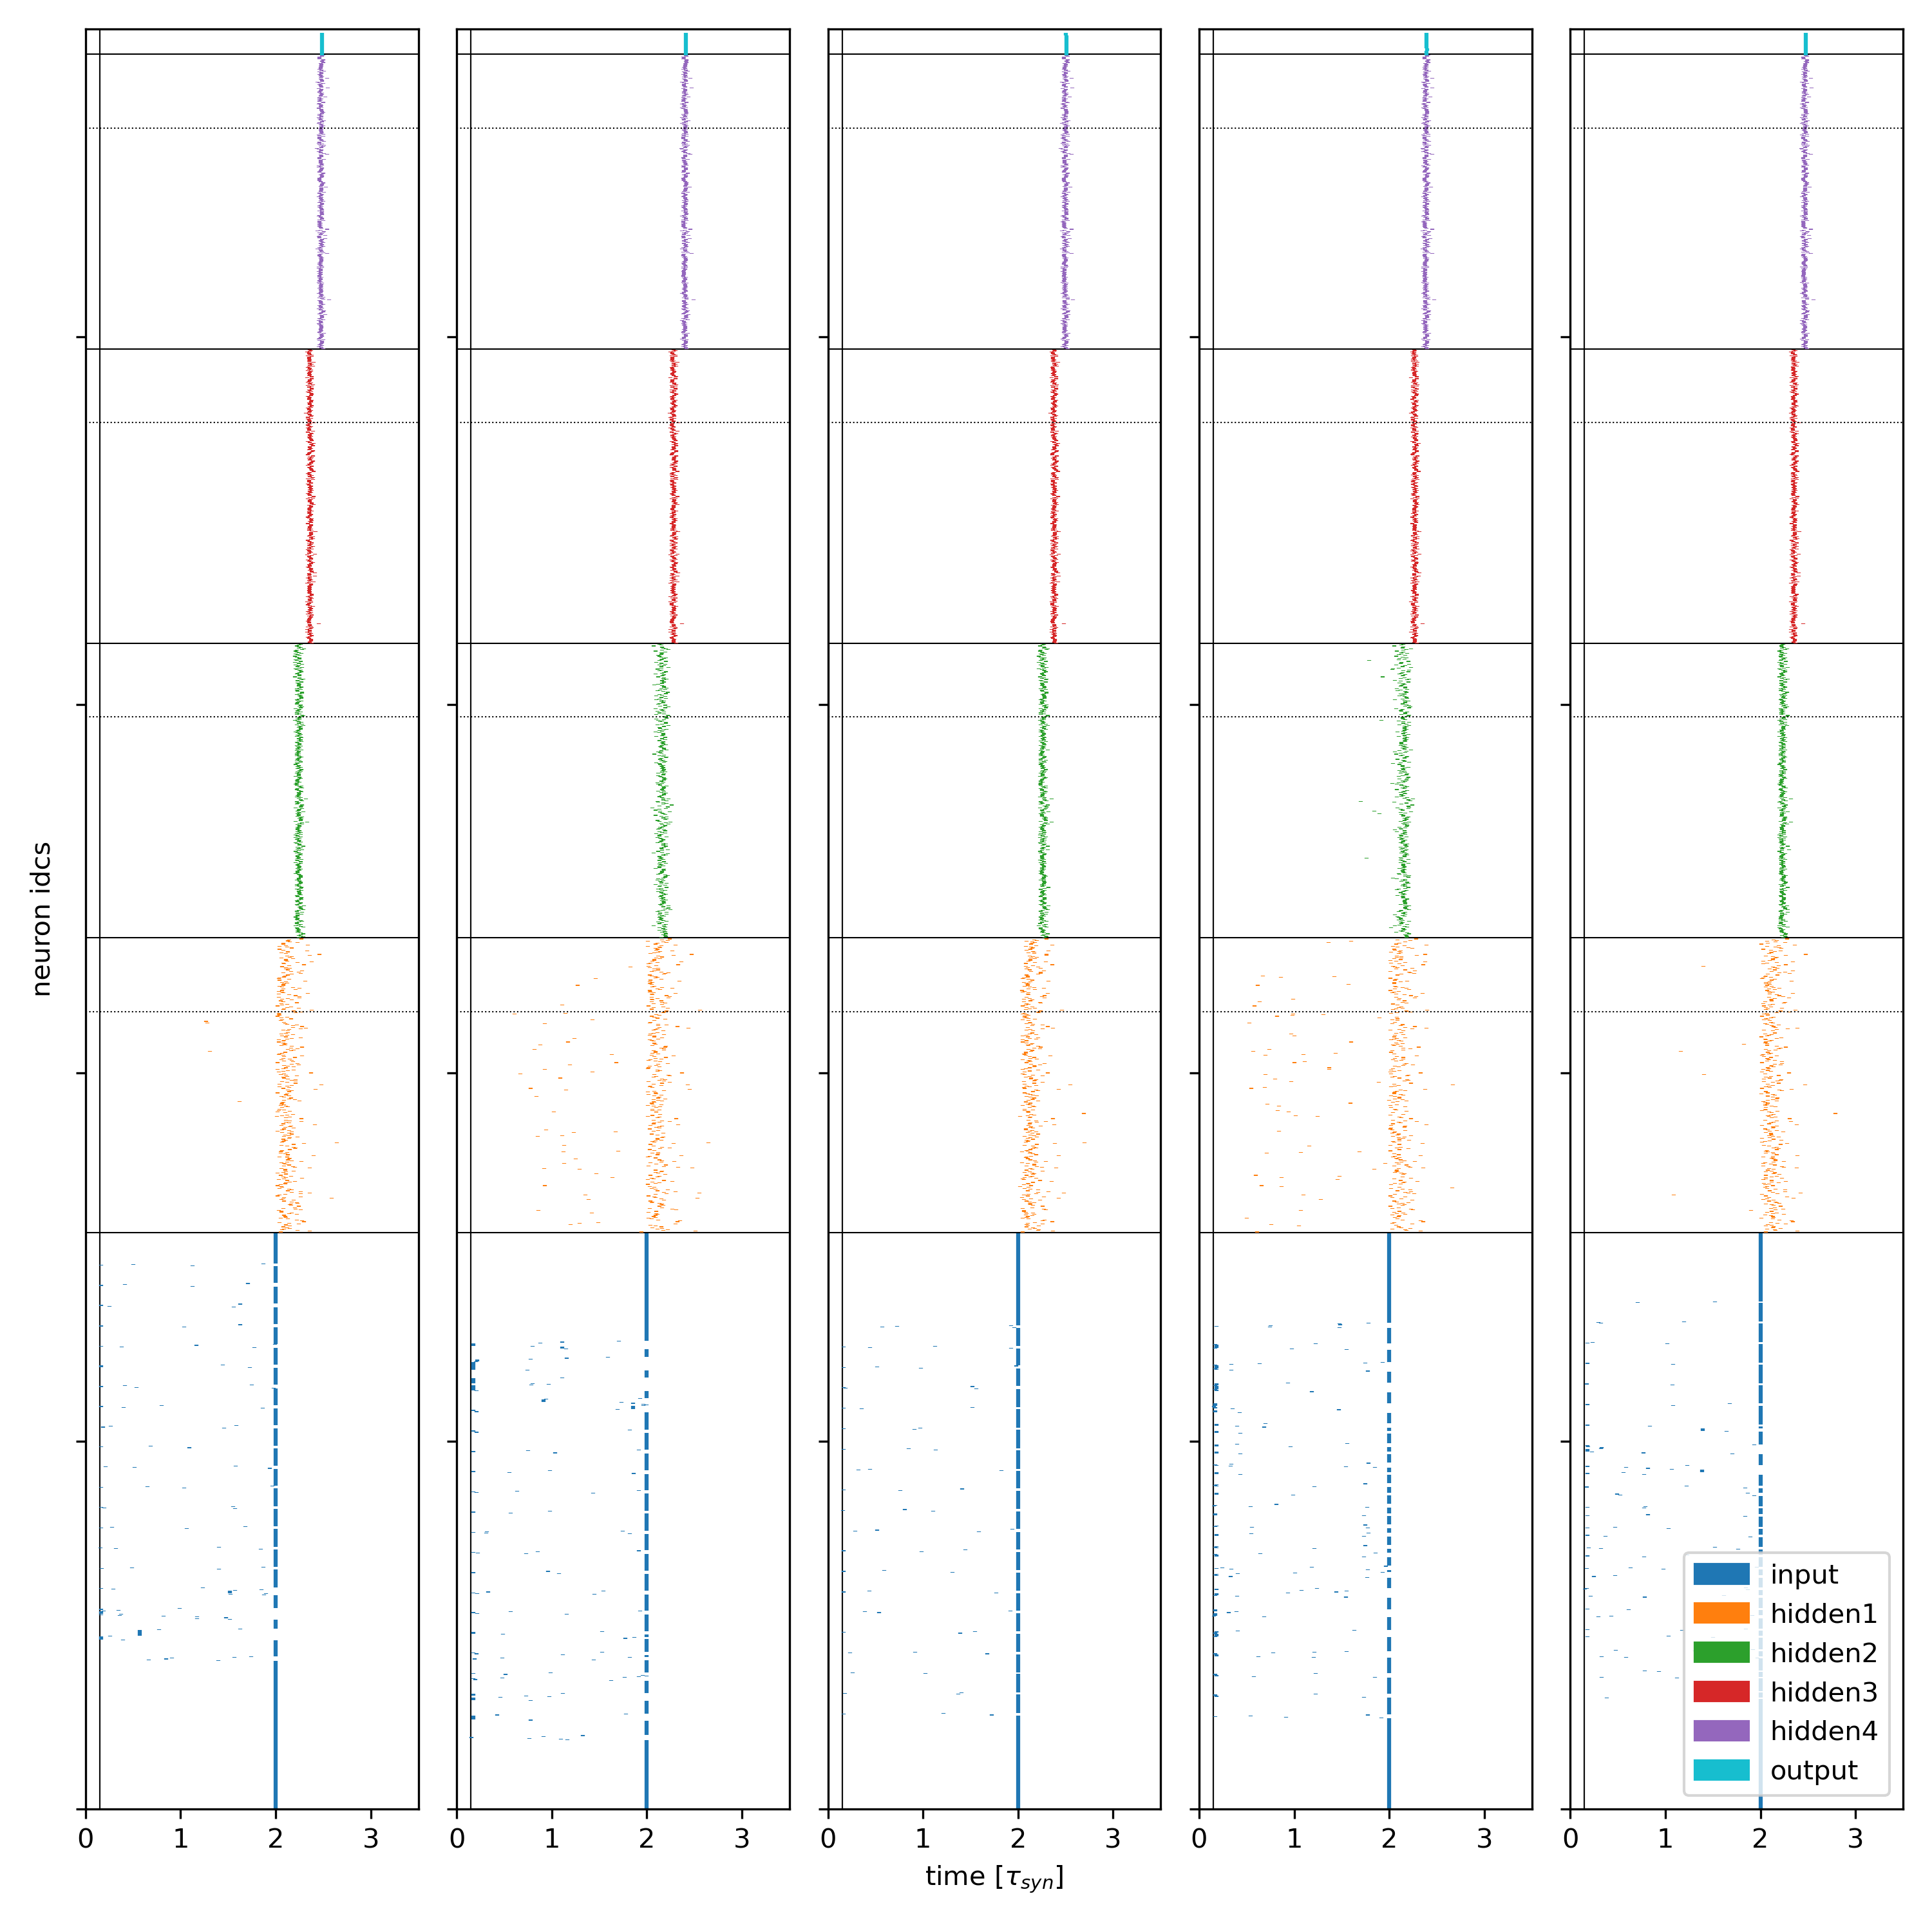 neuron idcs
0 1 2 3
0 1 2 3
0 1 2 3
0 1 2 3
0 1 2 3
time [τ_syn]
input
hidden1
hidden2
hidden3
hidden4
output